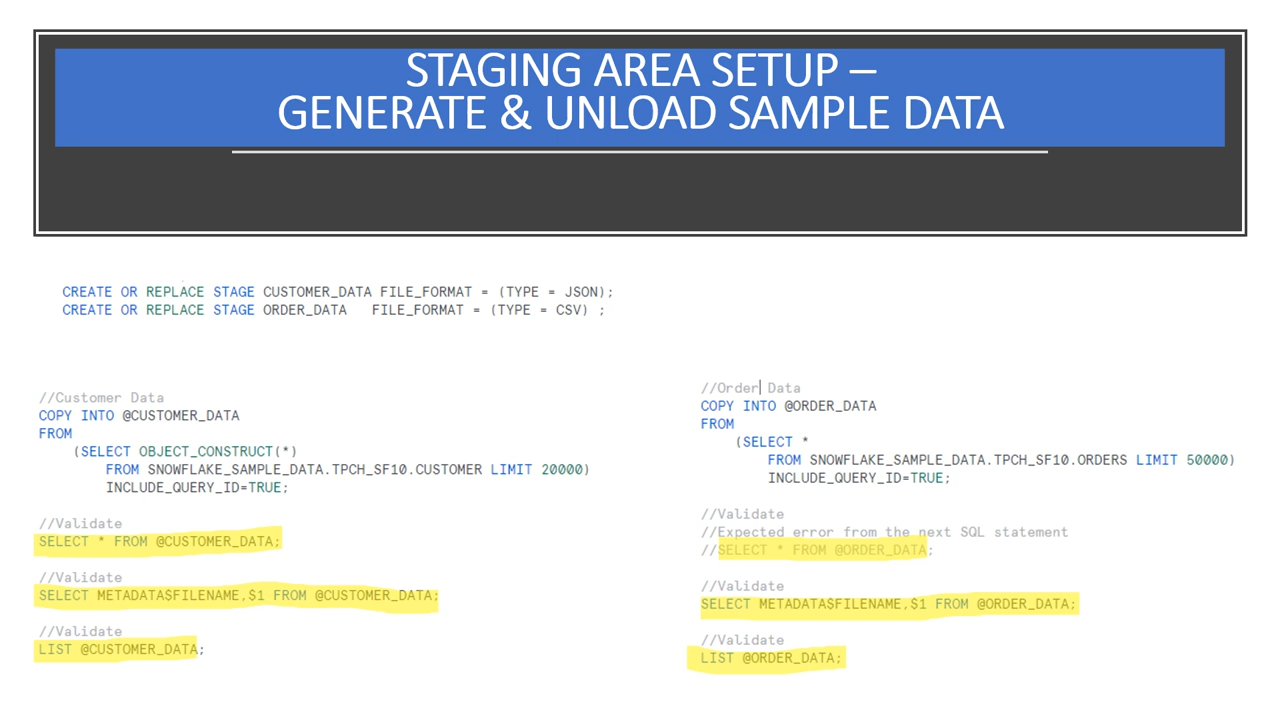 STAGING AREA SETUP –
GENERATE & UNLOAD SAMPLE DATA
CREATE OR REPLACE STAGE CUSTOMER_DATA FILE_FORMAT = (TYPE = JSON);
CREATE OR REPLACE STAGE ORDER_DATA   FILE_FORMAT = (TYPE = CSV) ;
//Customer Data
COPY INTO @CUSTOMER_DATA
FROM
(SELECT OBJECT_CONSTRUCT(*)
FROM SNOWFLAKE_SAMPLE_DATA.TPCH_SF10.CUSTOMER LIMIT 20000)
INCLUDE_QUERY_ID=TRUE;
//Validate
SELECT * FROM @CUSTOMER_DATA;
//Validate
SELECT METADATA$FILENAME,$1 FROM @CUSTOMER_DATA;
//Validate
LIST @CUSTOMER_DATA;
//Order Data
COPY INTO @ORDER_DATA
FROM
(SELECT *
FROM SNOWFLAKE_SAMPLE_DATA.TPCH_SF10.ORDERS LIMIT 50000)
INCLUDE_QUERY_ID=TRUE;
//Validate
//Expected error from the next SQL statement
//SELECT * FROM @ORDER_DATA;
//Validate
SELECT METADATA$FILENAME,$1 FROM @ORDER_DATA;
//Validate
LIST @ORDER_DATA;